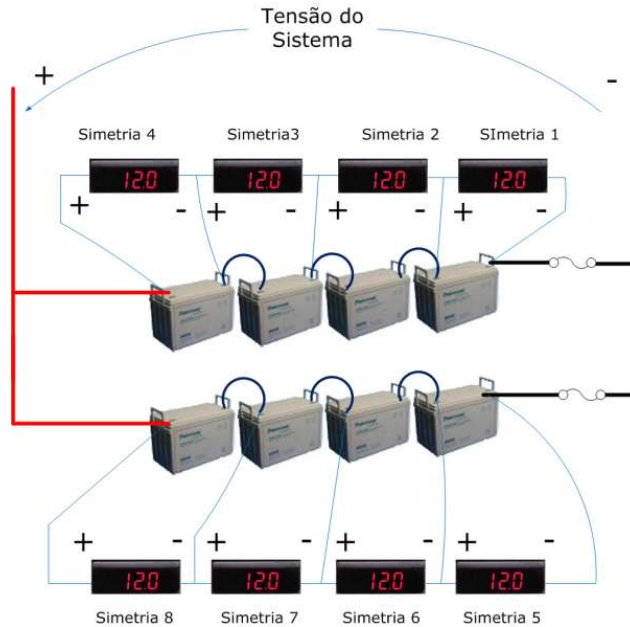 Tensão do
Sistema
+ -
Simetria 4 Simetria3 Simetria 2 SImetria 1
12.0 12.0 12.0 12.0
+ - + - + - + -
+ - + - + - + -
12.0 12.0 12.0 12.0
Simetria 8 Simetria 7 Simetria 6 Simetria 5